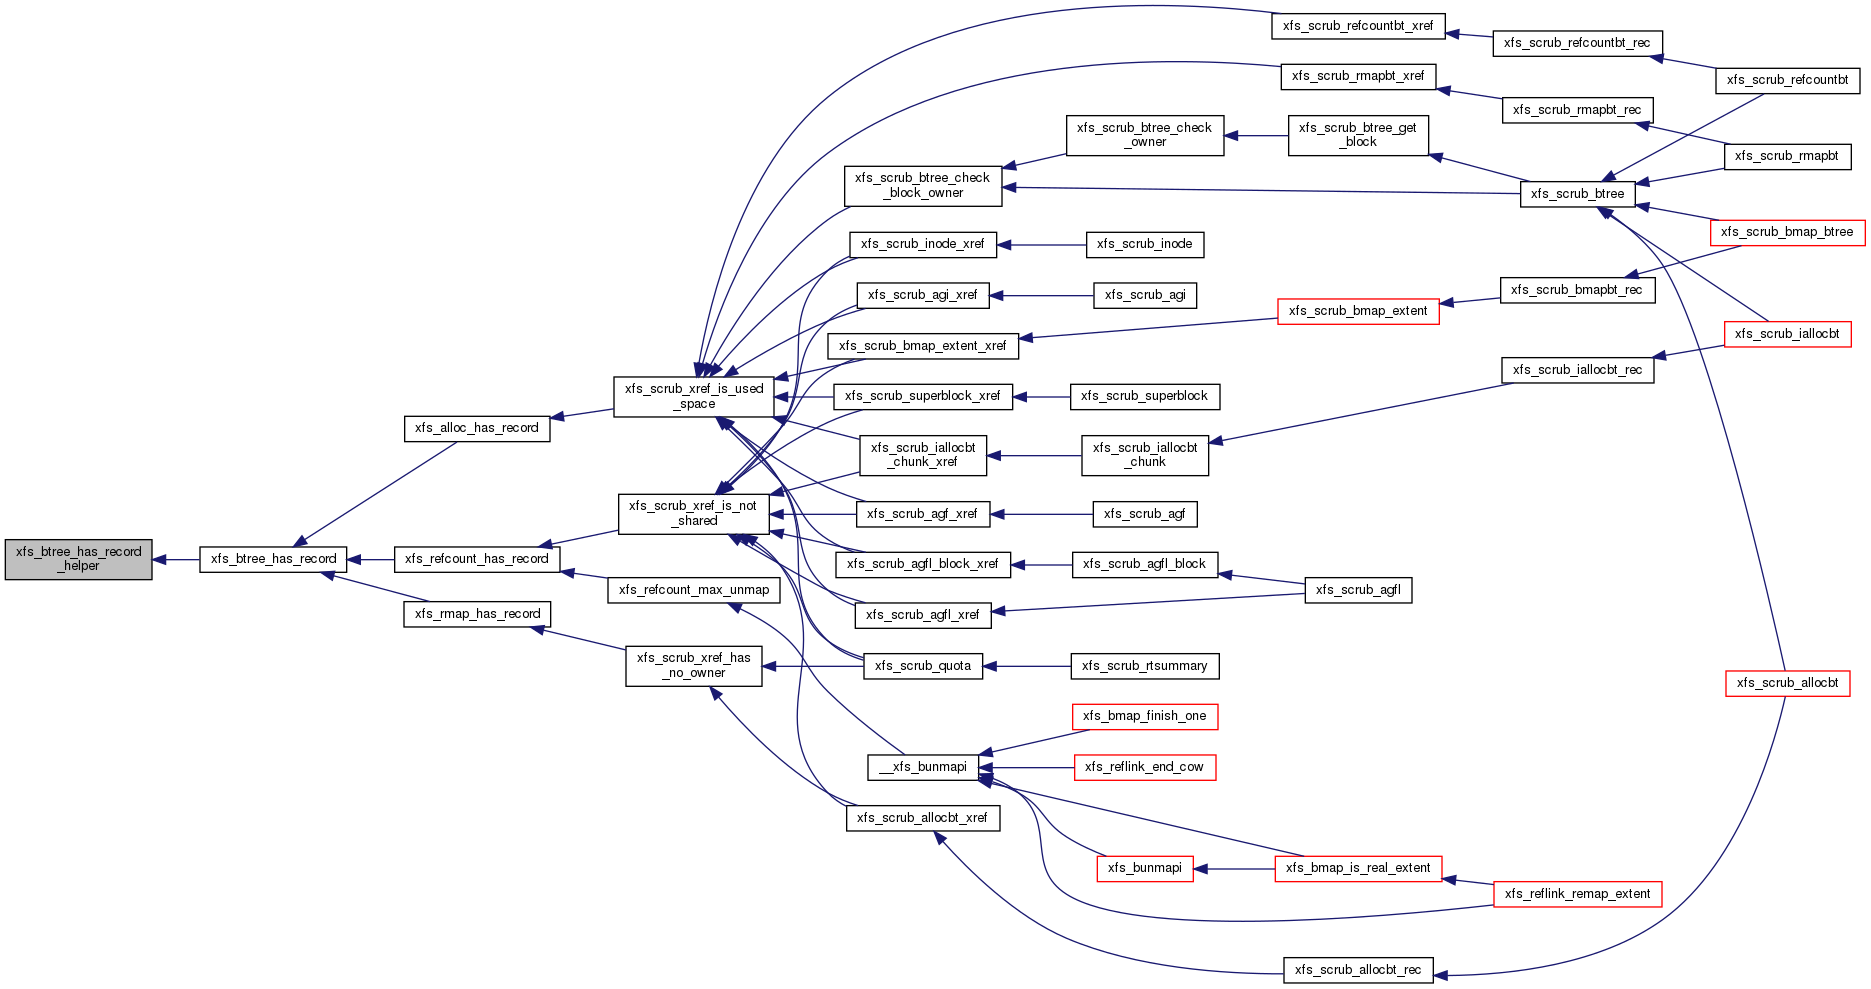 xfs_btree_has_record
_helper
xfs_btree_has_record
xfs_alloc_has_record
xfs_refcount_has_record
xfs_rmap_has_record
xfs_scrub_xref_is_used
_space
xfs_scrub_xref_is_not
_shared
xfs_refcount_max_unmap
xfs_scrub_xref_has
_no_owner
xfs_scrub_btree_check
_block_owner
xfs_scrub_inode_xref
xfs_scrub_agi_xref
xfs_scrub_bmap_extent_xref
xfs_scrub_superblock_xref
xfs_scrub_iallocbt
_chunk_xref
xfs_scrub_agf_xref
xfs_scrub_agfl_block_xref
xfs_scrub_agfl_xref
xfs_scrub_quota
__xfs_bunmapi
xfs_scrub_allocbt_xref
xfs_scrub_btree_check
_owner
xfs_scrub_inode
xfs_scrub_agi
xfs_scrub_superblock
xfs_scrub_iallocbt
_chunk
xfs_scrub_agf
xfs_scrub_agfl_block
xfs_scrub_rtsummary
xfs_bmap_finish_one
xfs_reflink_end_cow
xfs_bunmapi
xfs_scrub_refcountbt_xref
xfs_scrub_rmapbt_xref
xfs_scrub_btree_get
_block
xfs_scrub_bmap_extent
xfs_scrub_agfl
xfs_bmap_is_real_extent
xfs_scrub_allocbt_rec
xfs_scrub_refcountbt_rec
xfs_scrub_rmapbt_rec
xfs_scrub_btree
xfs_scrub_bmapbt_rec
xfs_scrub_iallocbt_rec
xfs_reflink_remap_extent
xfs_scrub_refcountbt
xfs_scrub_rmapbt
xfs_scrub_bmap_btree
xfs_scrub_iallocbt
xfs_scrub_allocbt